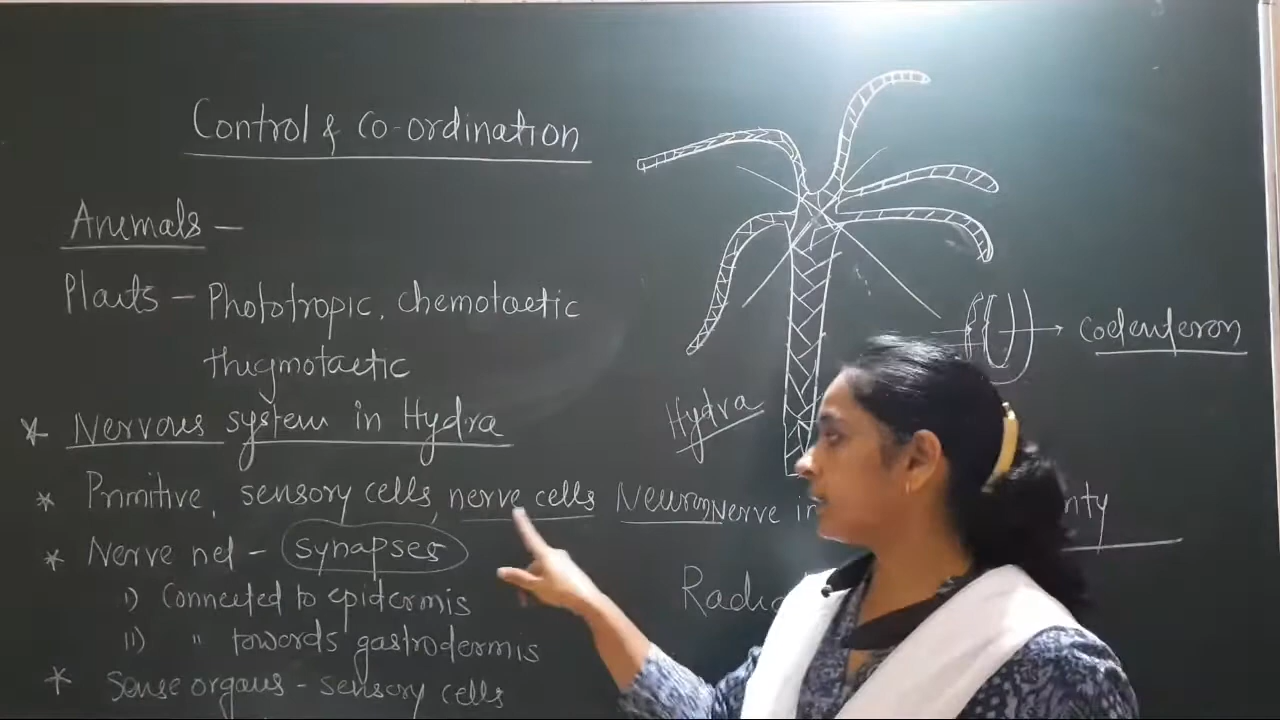 Control & Co-ordination
Animals -
Plants - Phototropic, chemotactic
thigmotactic
* Nervous system in Hydra
* Primitive, sensory cells, nerve cells Neuron Nerve in
* Nerve net - synapses
i) Connected to epidermis
ii) " towards gastrodermis
* Sense organs - sensory cells
Hydra
Coelenteron